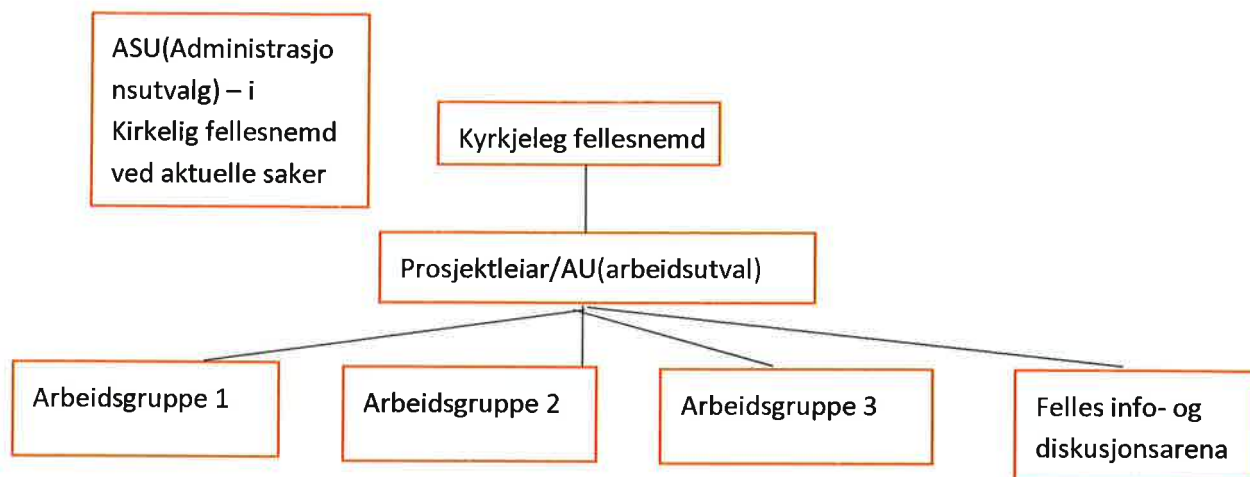 ASU(Administrasjo
nsutvalg) – i
Kirkelig fellesnemd
ved aktuelle saker
Kyrkjeleg fellesnemd
Prosjektleiar/AU(arbeidsutval)
Arbeidsgruppe 1
Arbeidsgruppe 2
Arbeidsgruppe 3
Felles info- og
diskusjonsarena